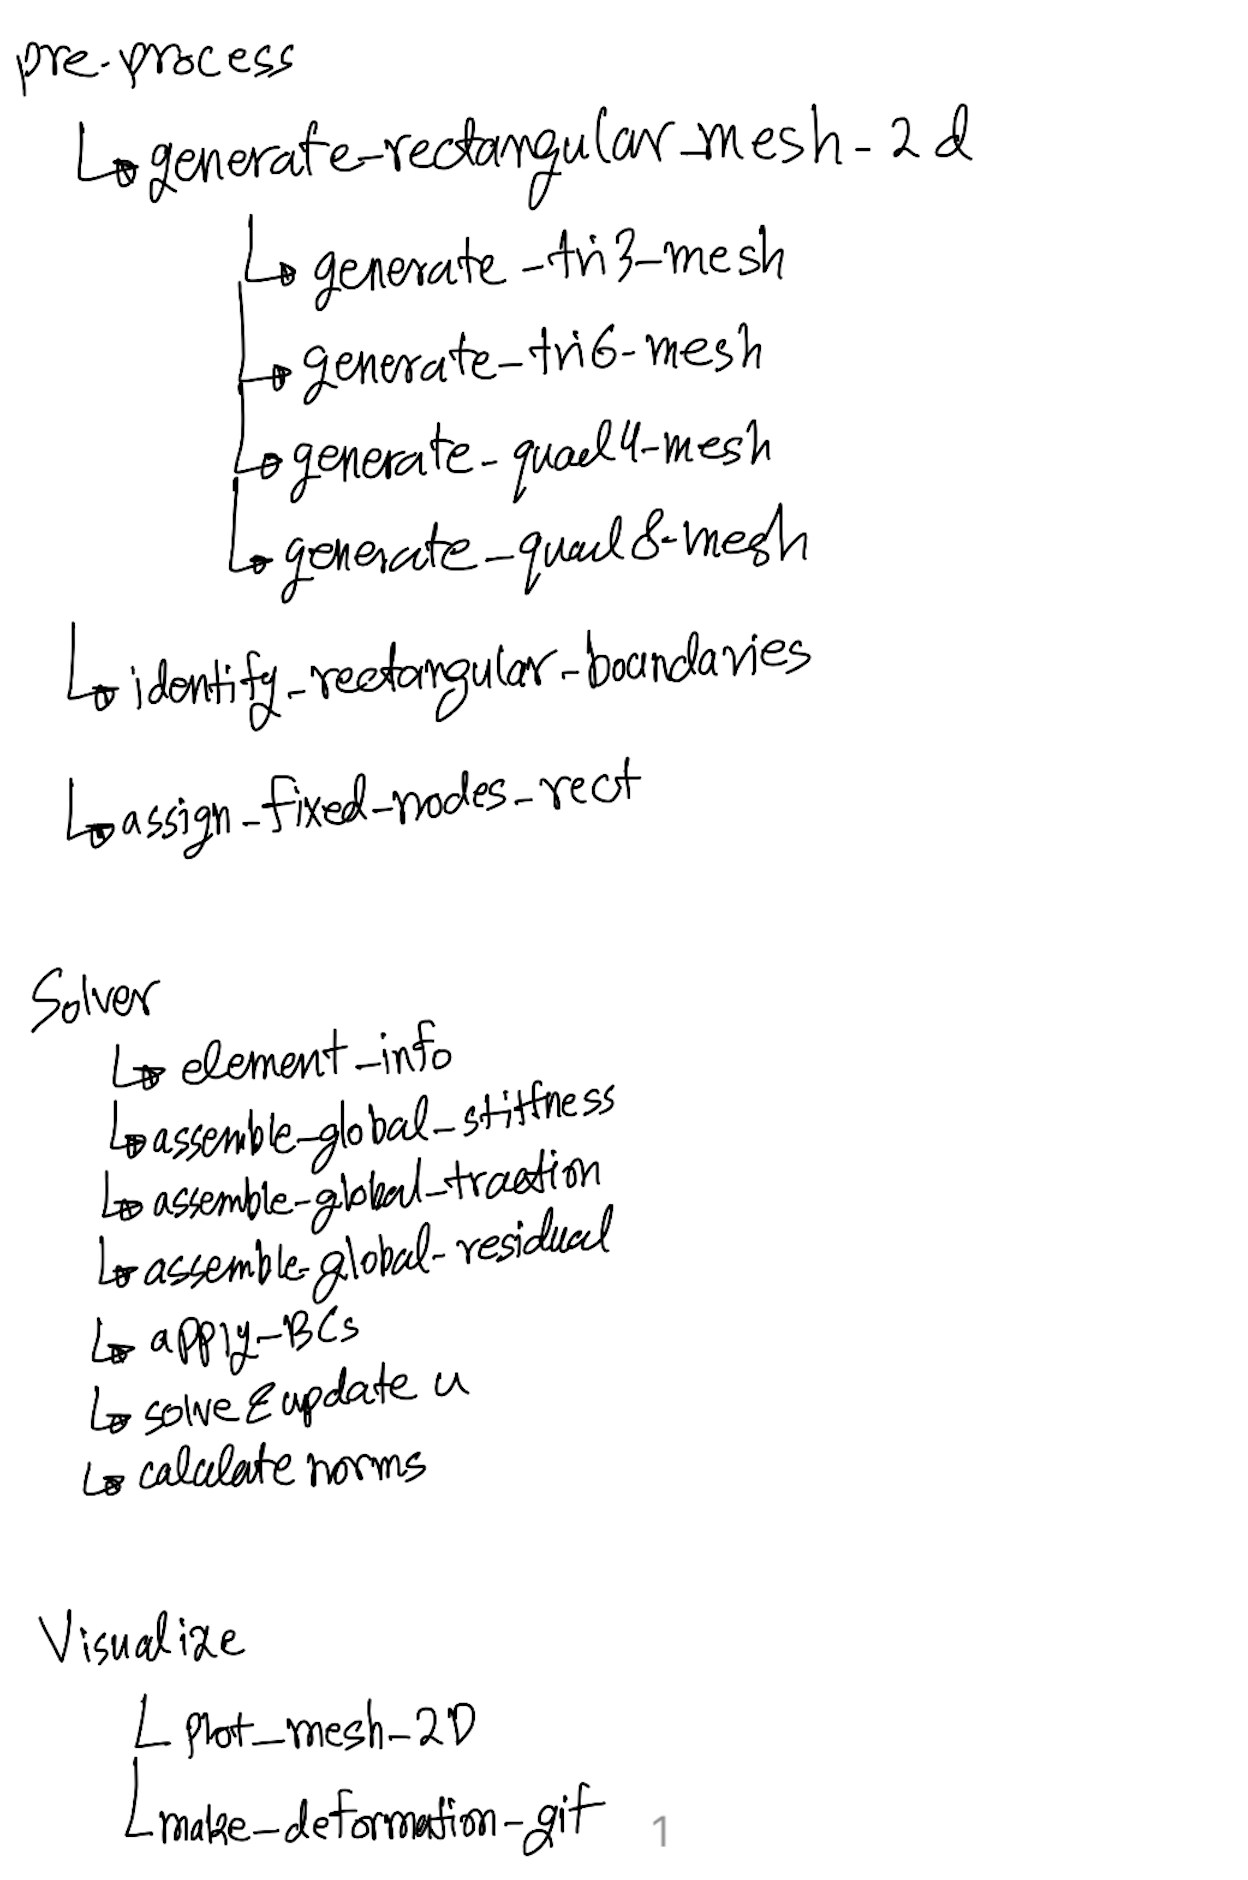 pre-process
generate-rectangular_mesh-2d
generate-tri3-mesh
generate-tri6-mesh
generate-quad4-mesh
generate-quad8-mesh
identify-rectangular-boundaries
assign-fixed-nodes-rect
Solver
element-info
assemble-global-stiffness
assemble-global-traction
assemble-global-residual
apply-BCs
solve & update u
calculate norms
Visualize
plot-mesh-2D
make-deformation-gif
1